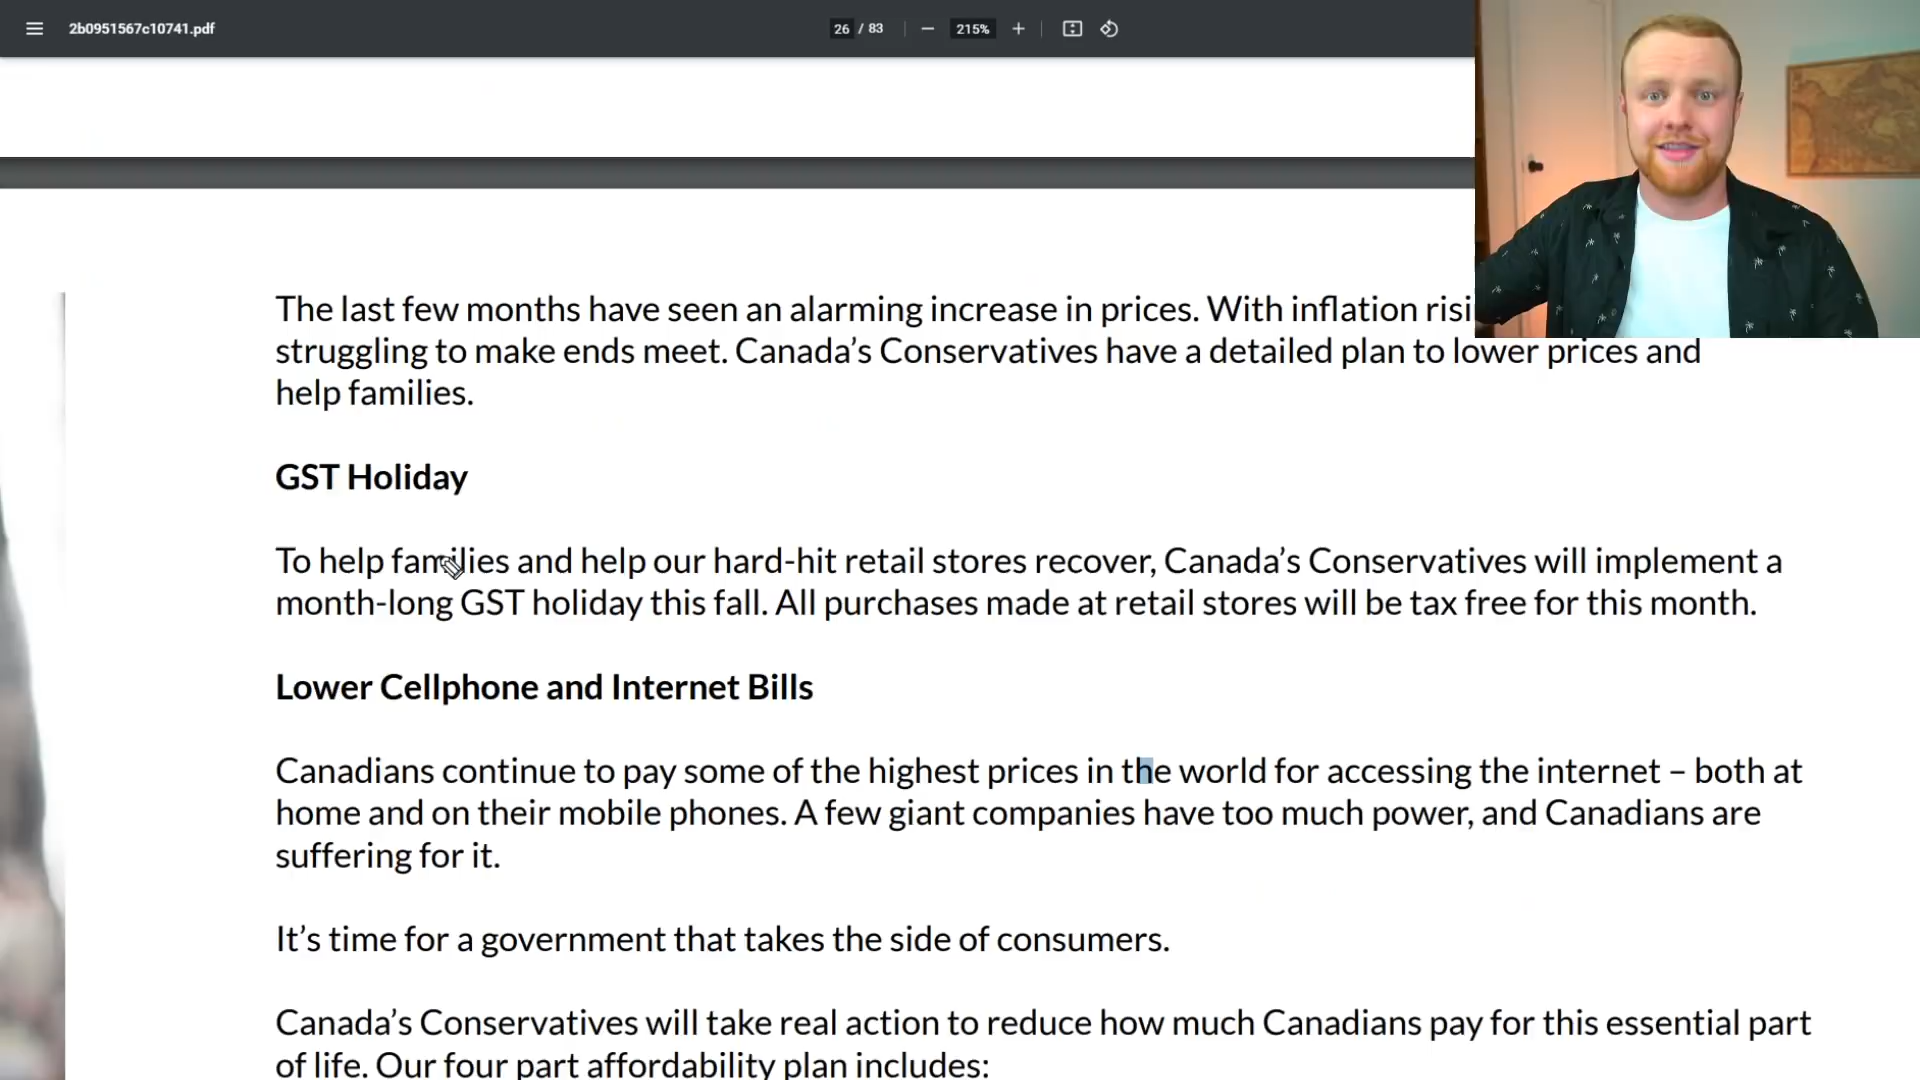 2b0951567c10741.pdf
26 / 83
215%
The last few months have seen an alarming increase in prices. With inflation
struggling to make ends meet. Canada’s Conservatives have a detailed plan to lower prices and
help families.
GST Holiday
To help families and help our hard-hit retail stores recover, Canada’s Conservatives will implement a
month-long GST holiday this fall. All purchases made at retail stores will be tax free for this month.
Lower Cellphone and Internet Bills
Canadians continue to pay some of the highest prices in the world for accessing the internet – both at
home and on their mobile phones. A few giant companies have too much power, and Canadians are
suffering for it.
It’s time for a government that takes the side of consumers.
Canada’s Conservatives will take real action to reduce how much Canadians pay for this essential part
of life. Our four part affordability plan includes: